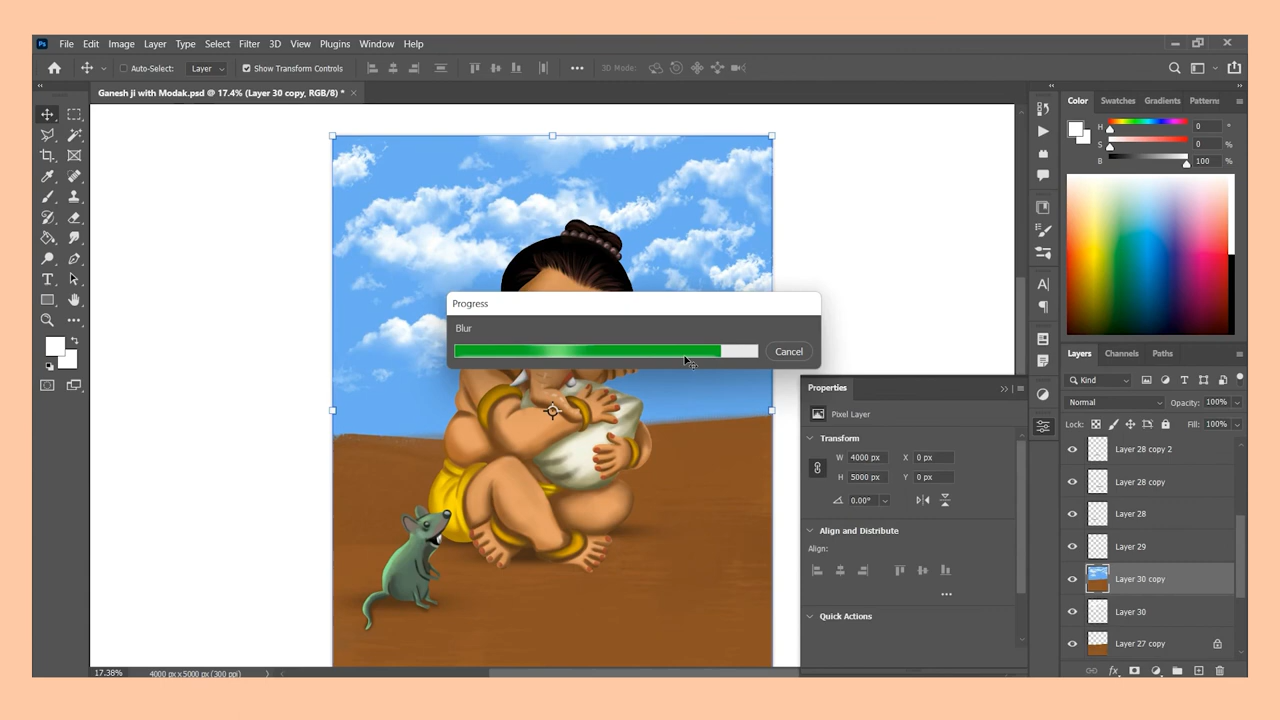 Ps File Edit Image Layer Type Select Filter 3D View Plugins Window Help
Auto-Select: Layer Show Transform Controls 3D Mode:
Ganesh ji with Modak.psd @ 17.4% (Layer 30 copy, RGB/8) *
Color Swatches Gradients Pattern:
H 0 °
S 0 %
B 100 %
Progress
Blur
Cancel
Layers Channels Paths
Kind
Normal Opacity: 100%
Lock: Fill: 100%
Properties
Pixel Layer
Transform
W 4000 px X 0 px
H 5000 px Y 0 px
0.00°
Align and Distribute
Align:
Quick Actions
Layer 28 copy 2
Layer 28 copy
Layer 28
Layer 29
Layer 30 copy
Layer 30
Layer 27 copy
17.38% 4000 px x 5000 px (300 ppi)